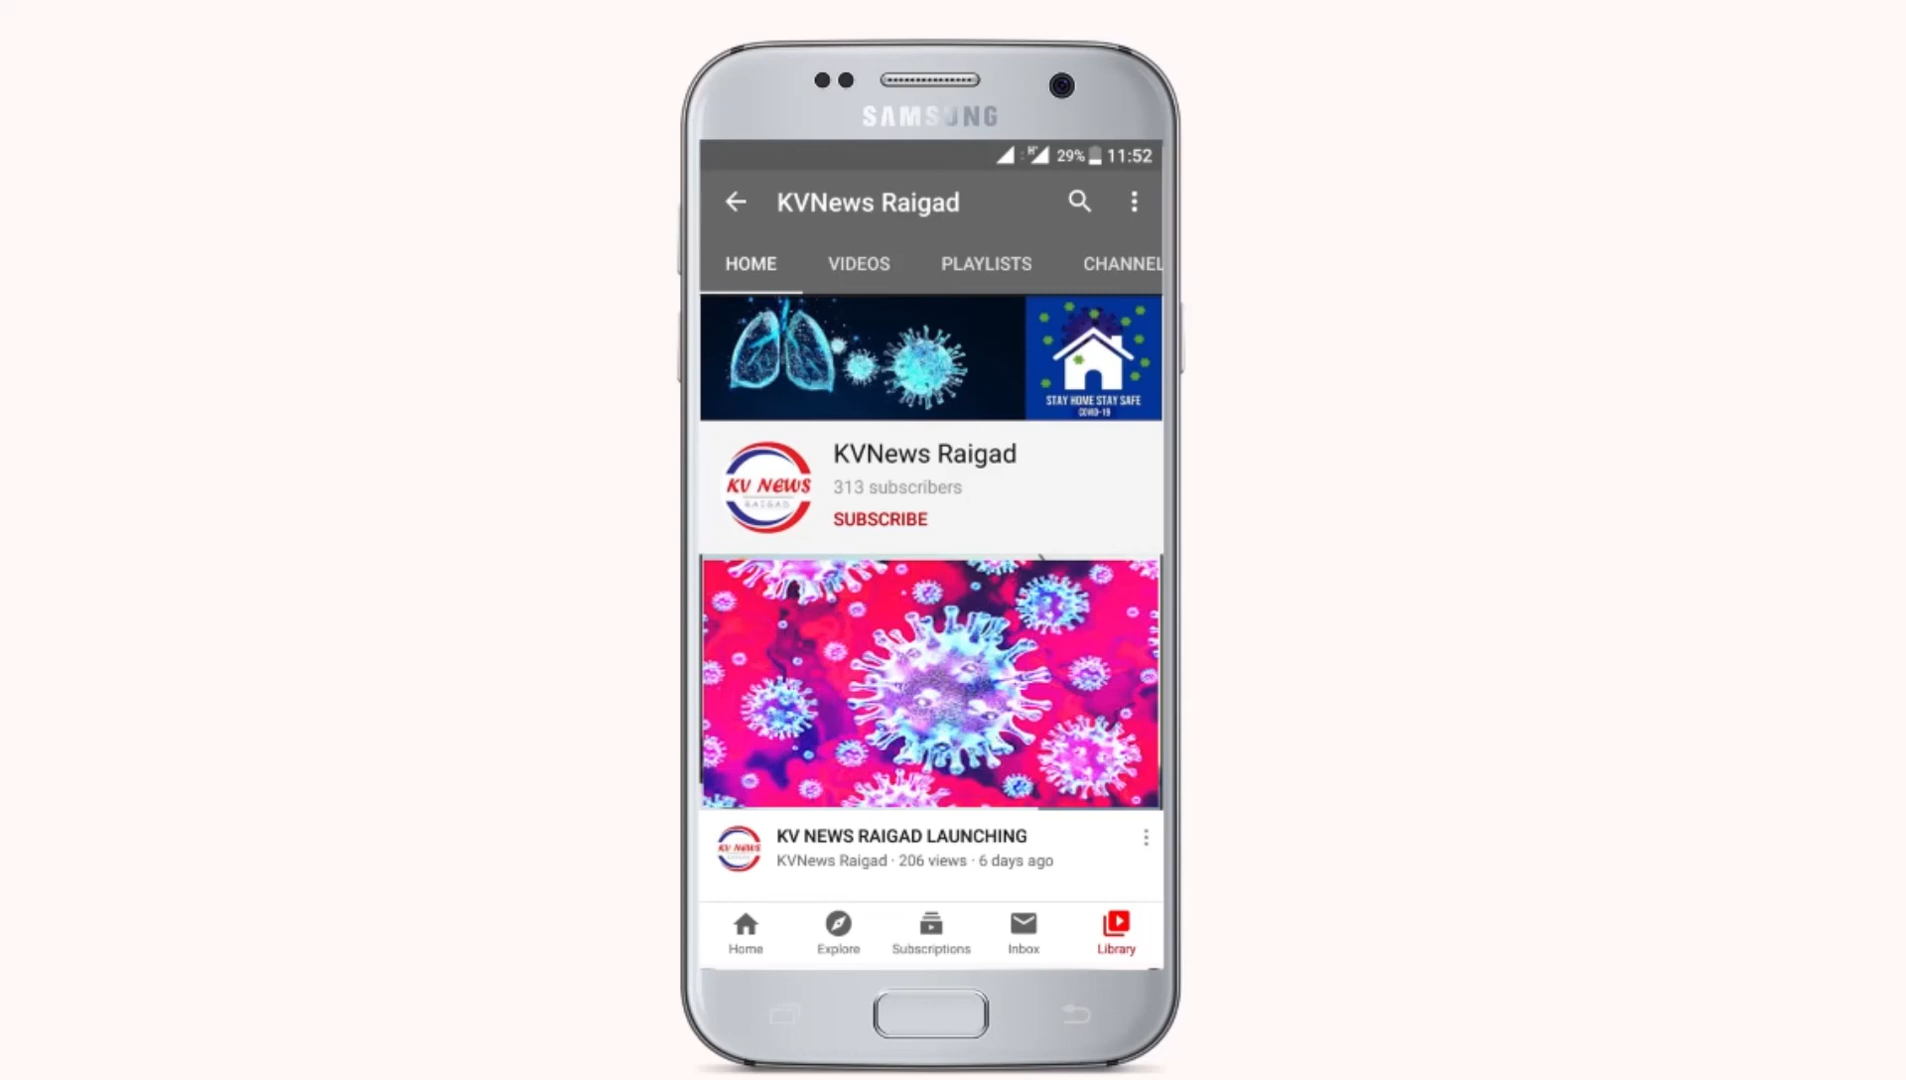 SAMSUNG
29% 11:52
KVNews Raigad
HOME VIDEOS PLAYLISTS CHANNEL
STAY HOME STAY SAFE
COVID-19
KVNews Raigad
KV NEWS
RAIGAD
313 subscribers
SUBSCRIBE
KV NEWS
KV NEWS RAIGAD LAUNCHING
KVNews Raigad · 206 views · 6 days ago
Home Explore Subscriptions Inbox Library